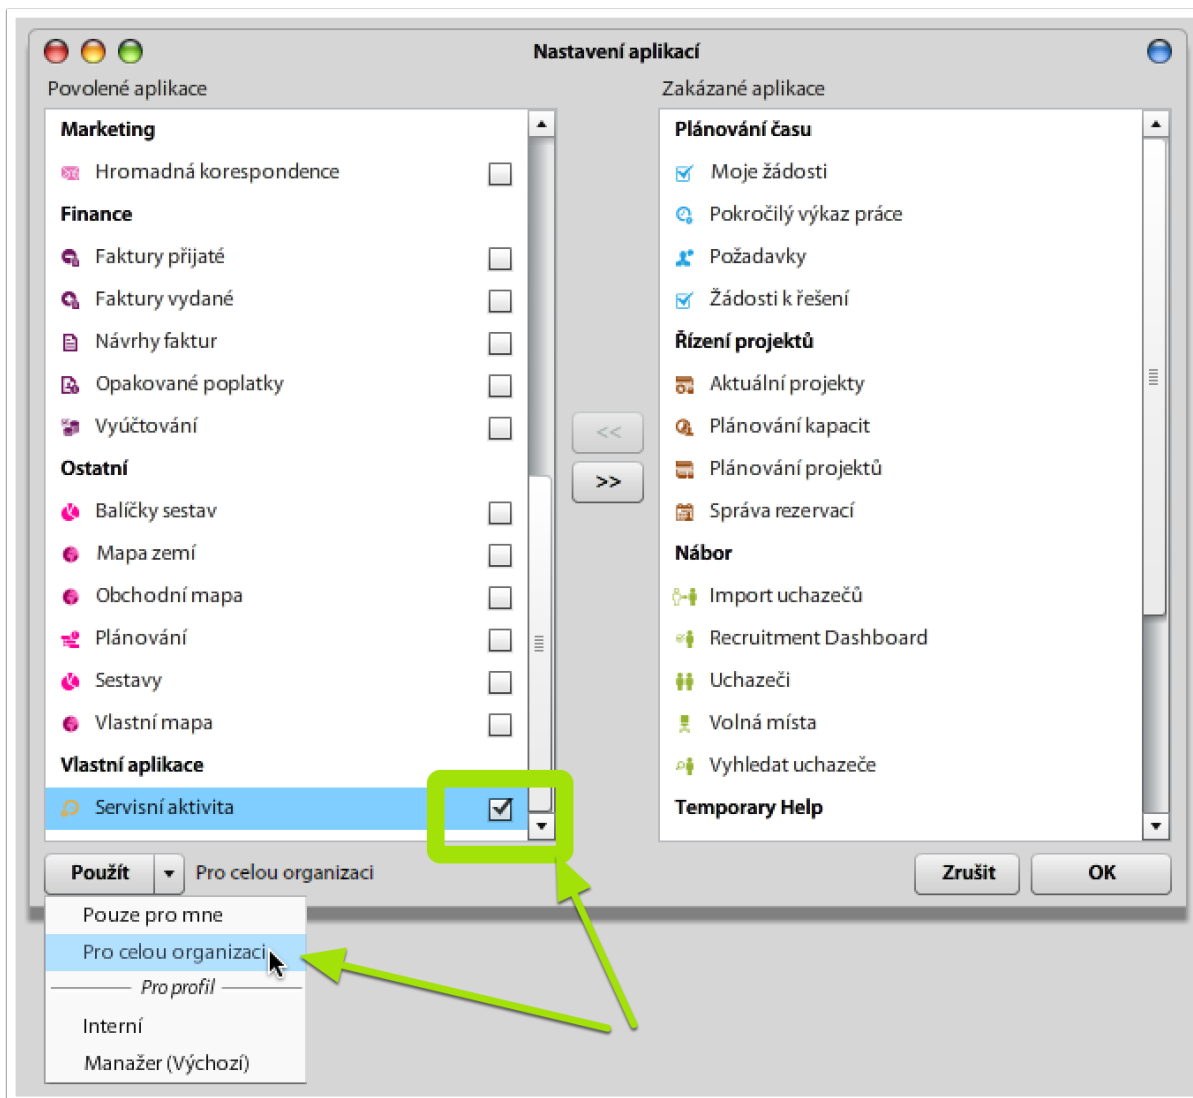 Nastavení aplikací
Povolené aplikace
Marketing
Hromadná korespondence
Finance
Faktury přijaté
Faktury vydané
Návrhy faktur
Opakované poplatky
Vyúčtování
Ostatní
Balíčky sestav
Mapa zemí
Obchodní mapa
Plánování
Sestavy
Vlastní mapa
Vlastní aplikace
Servisní aktivita
<<
>>
Zakázané aplikace
Plánování času
Moje žádosti
Pokročilý výkaz práce
Požadavky
Žádosti k řešení
Řízení projektů
Aktuální projekty
Plánování kapacit
Plánování projektů
Správa rezervací
Nábor
Import uchazečů
Recruitment Dashboard
Uchazeči
Volná místa
Vyhledat uchazeče
Temporary Help
Použít
Pro celou organizaci
Zrušit
OK
Pouze pro mne
Pro celou organizaci
Pro profil
Interní
Manažer (Výchozí)